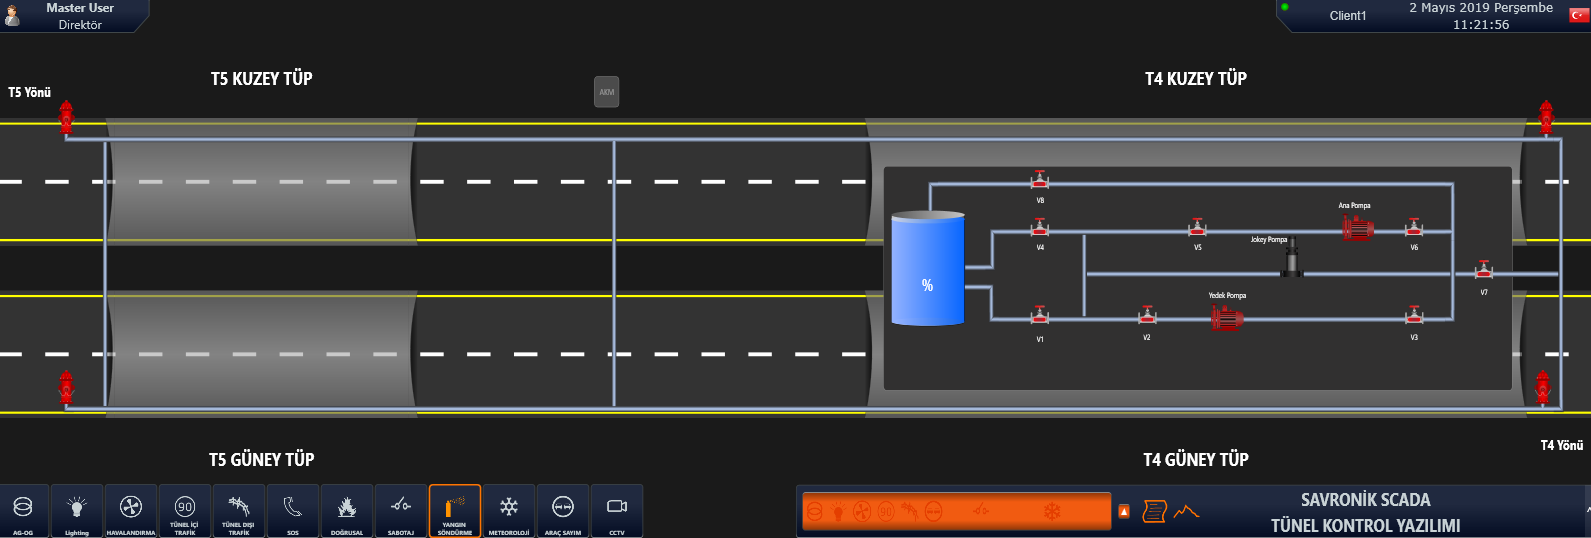 Master User
Direktör
Client1
2 Mayıs 2019 Perşembe
11:21:56
T5 KUZEY TÜP
T4 KUZEY TÜP
T5 Yönü
AKM
V8
Ana Pompa
V4
V5
Jokey Pompa
V6
%
V7
Yedek Pompa
V1
V2
V3
T4 Yönü
T5 GÜNEY TÜP
T4 GÜNEY TÜP
90
AG-OG
Lighting
HAVALANDIRMA
TÜNEL İÇİ
TRAFİK
TÜNEL DIŞI
TRAFİK
SOS
DOĞRUSAL
SABOTAJ
YANGIN
SÖNDÜRME
METEOROLOJİ
ARAÇ SAYIM
CCTV
90
SAVRONİK SCADA
TÜNEL KONTROL YAZILIMI